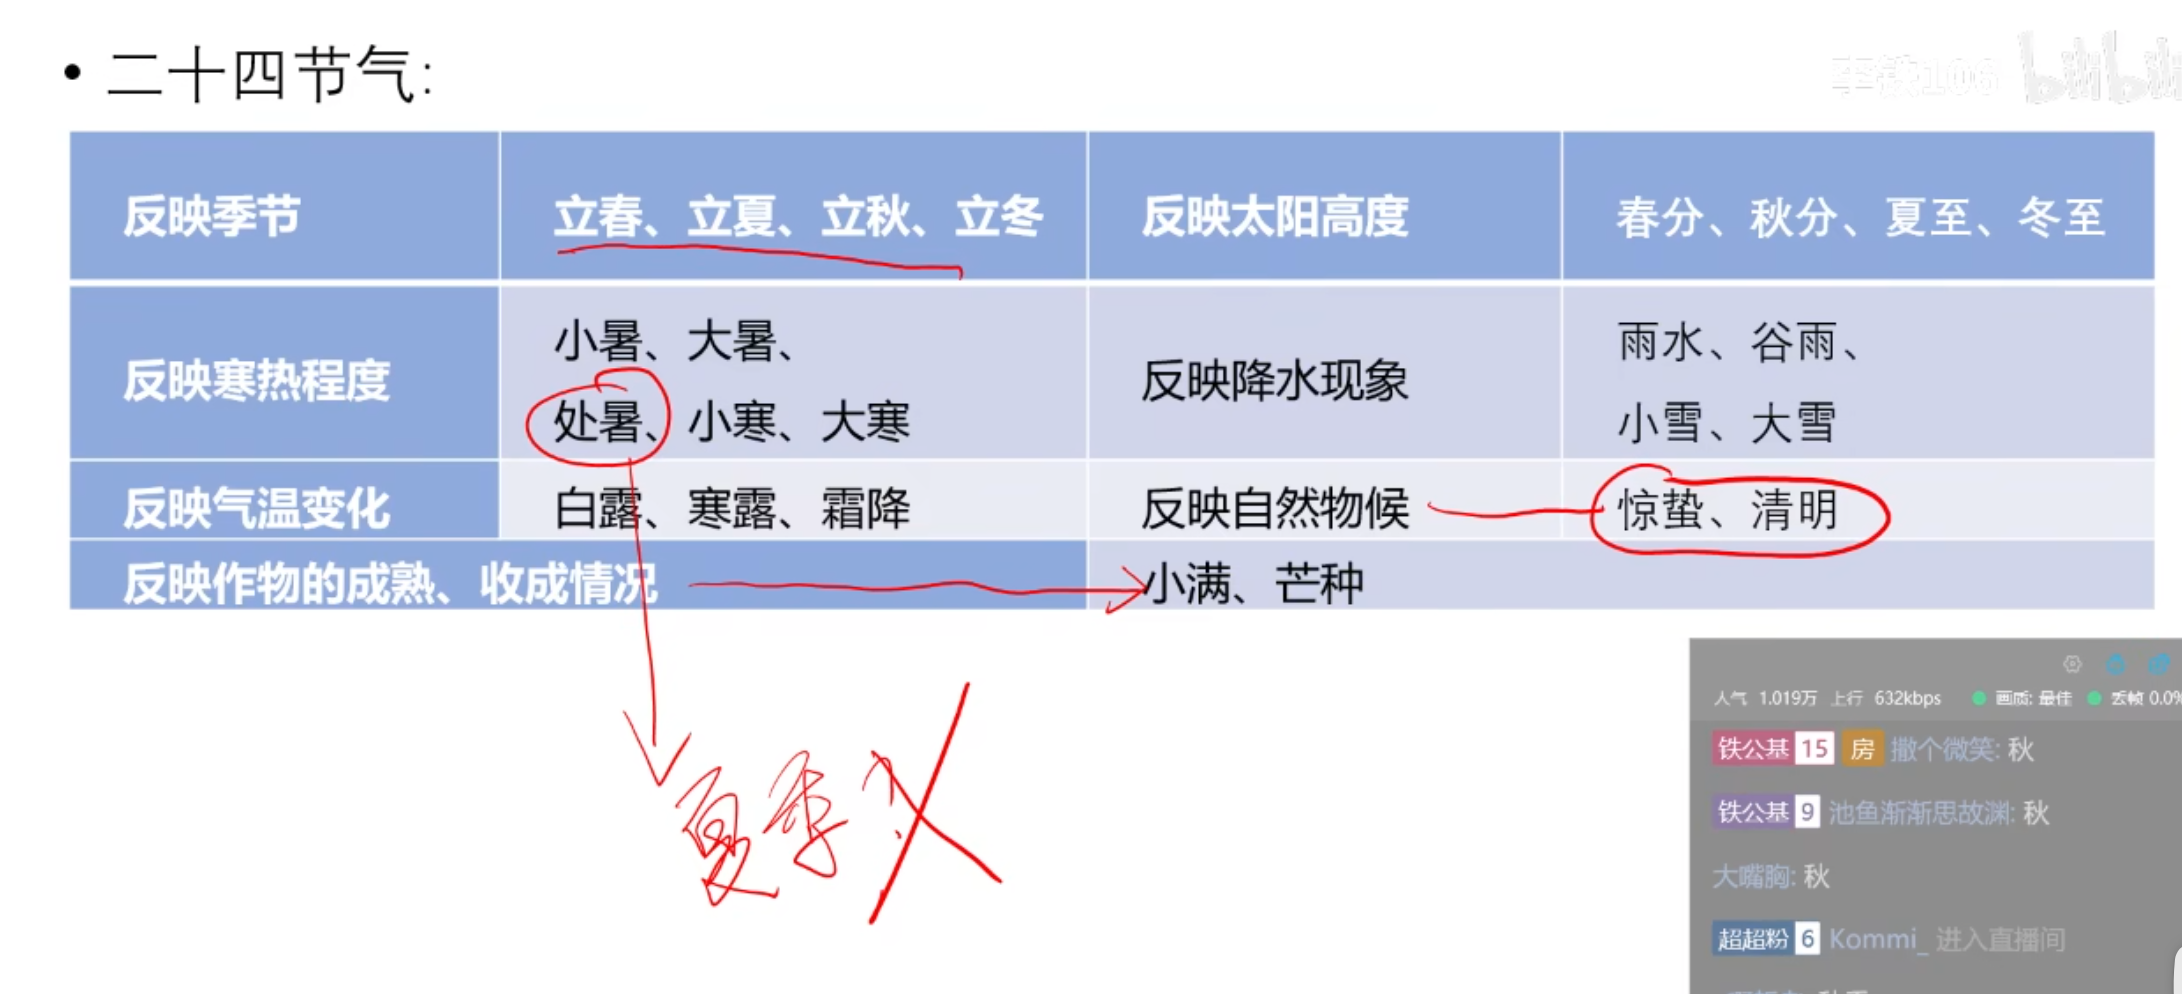 • 二十四节气:
李铁106 bilibili
反映季节 立春、立夏、立秋、立冬 反映太阳高度 春分、秋分、夏至、冬至
反映寒热程度 小暑、大暑、
处暑、小寒、大寒 反映降水现象 雨水、谷雨、
小雪、大雪
反映气温变化 白露、寒露、霜降 反映自然物候 惊蛰、清明
反映作物的成熟、收成情况 小满、芒种
夏季?
人气 1.019万 上行 632kbps 画质: 最佳 丢帧 0.0%
铁公基 15 房 撒个微笑: 秋
铁公基 9 池鱼渐渐思故渊: 秋
大嘴胸: 秋
超超粉 6 Kommi_ 进入直播间